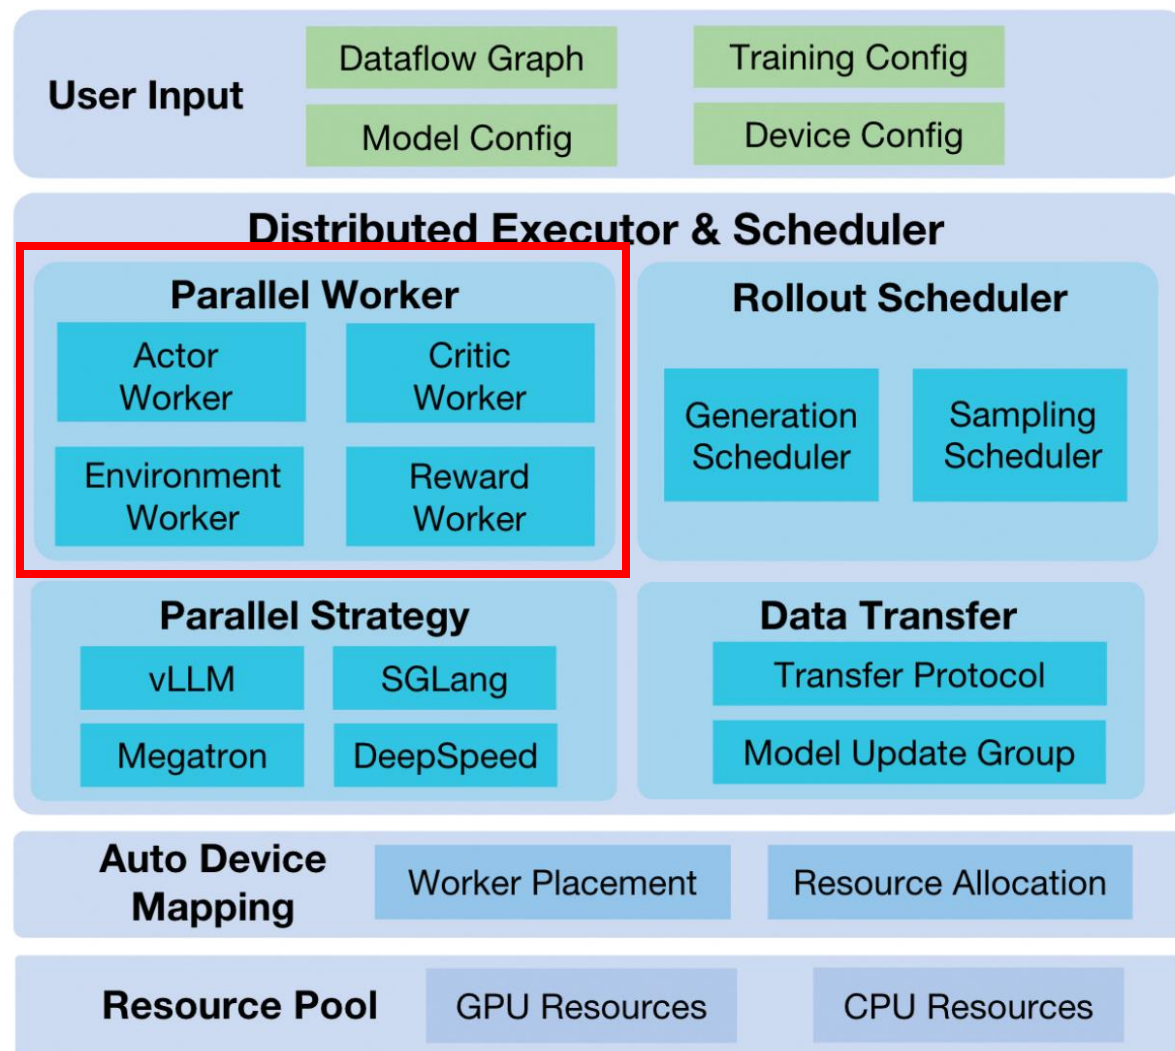 User Input
Dataflow Graph
Training Config
Model Config
Device Config
Distributed Executor & Scheduler
Parallel Worker
Actor
Worker
Critic
Worker
Environment
Worker
Reward
Worker
Rollout Scheduler
Generation
Scheduler
Sampling
Scheduler
Parallel Strategy
vLLM
SGLang
Megatron
DeepSpeed
Data Transfer
Transfer Protocol
Model Update Group
Auto Device
Mapping
Worker Placement
Resource Allocation
Resource Pool
GPU Resources
CPU Resources